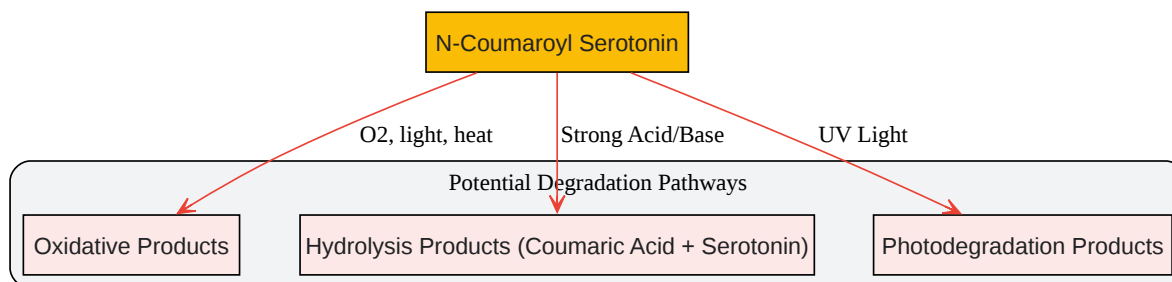 N-Coumaroyl Serotonin
O2, light, heat
Strong Acid/Base
UV Light
Potential Degradation Pathways
Oxidative Products
Hydrolysis Products (Coumaric Acid + Serotonin)
Photodegradation Products